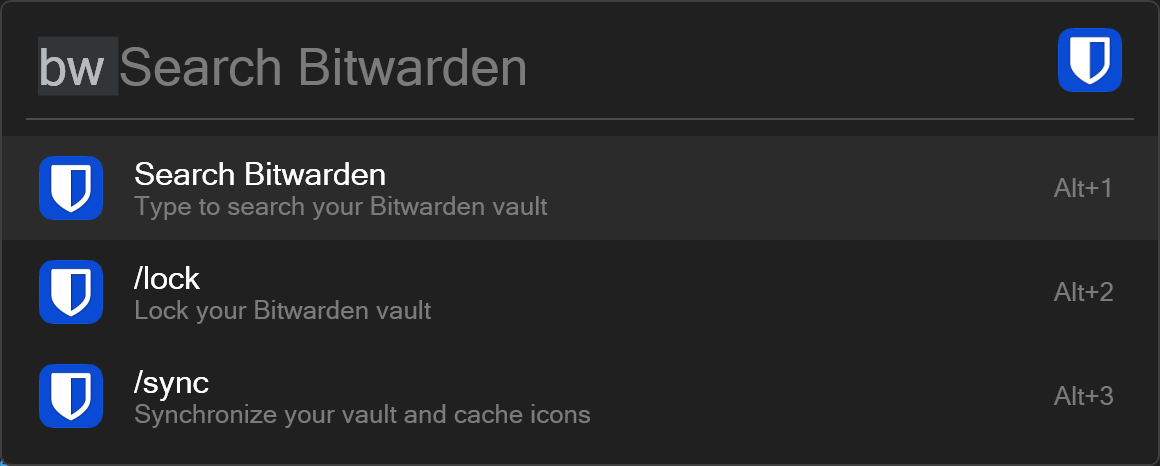 bw Search Bitwarden
Search Bitwarden
Type to search your Bitwarden vault
Alt+1
/lock
Lock your Bitwarden vault
Alt+2
/sync
Synchronize your vault and cache icons
Alt+3